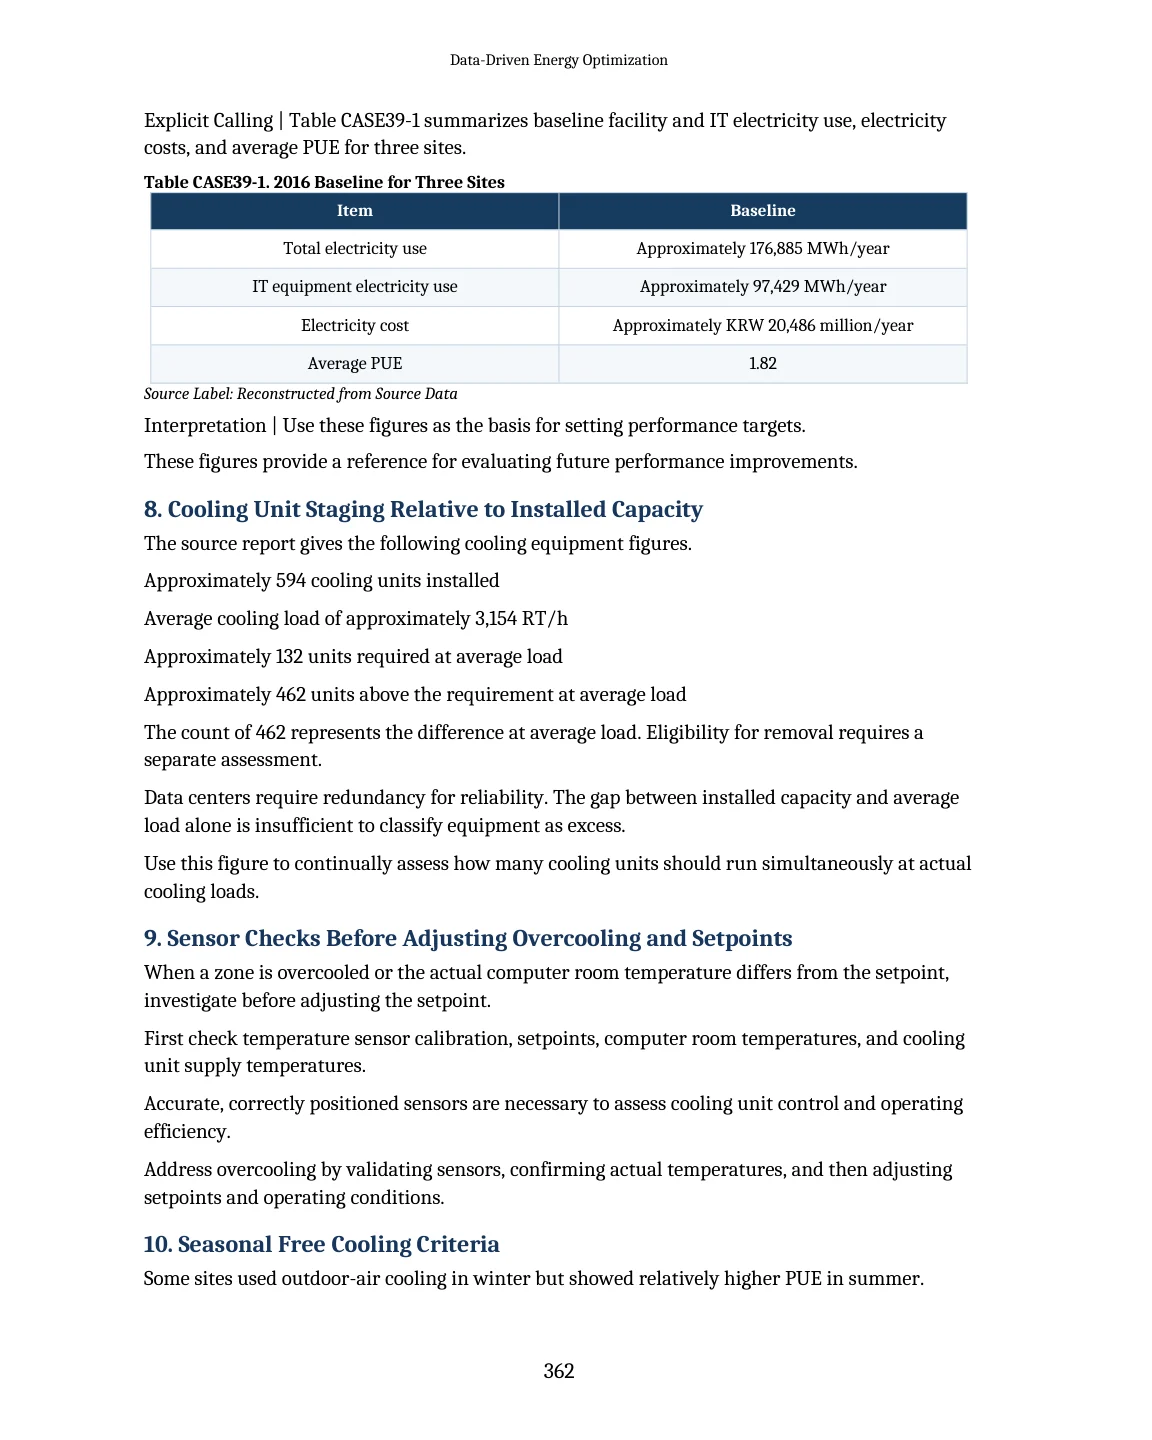 Data-Driven Energy Optimization
Explicit Calling | Table CASE39-1 summarizes baseline facility and IT electricity use, electricity
costs, and average PUE for three sites.
Table CASE39-1. 2016 Baseline for Three Sites
Item Baseline
Total electricity use Approximately 176,885 MWh/year
IT equipment electricity use Approximately 97,429 MWh/year
Electricity cost Approximately KRW 20,486 million/year
Average PUE 1.82
Source Label: Reconstructed from Source Data
Interpretation | Use these figures as the basis for setting performance targets.
These figures provide a reference for evaluating future performance improvements.
8. Cooling Unit Staging Relative to Installed Capacity
The source report gives the following cooling equipment figures.
Approximately 594 cooling units installed
Average cooling load of approximately 3,154 RT/h
Approximately 132 units required at average load
Approximately 462 units above the requirement at average load
The count of 462 represents the difference at average load. Eligibility for removal requires a
separate assessment.
Data centers require redundancy for reliability. The gap between installed capacity and average
load alone is insufficient to classify equipment as excess.
Use this figure to continually assess how many cooling units should run simultaneously at actual
cooling loads.
9. Sensor Checks Before Adjusting Overcooling and Setpoints
When a zone is overcooled or the actual computer room temperature differs from the setpoint,
investigate before adjusting the setpoint.
First check temperature sensor calibration, setpoints, computer room temperatures, and cooling
unit supply temperatures.
Accurate, correctly positioned sensors are necessary to assess cooling unit control and operating
efficiency.
Address overcooling by validating sensors, confirming actual temperatures, and then adjusting
setpoints and operating conditions.
10. Seasonal Free Cooling Criteria
Some sites used outdoor-air cooling in winter but showed relatively higher PUE in summer.
362